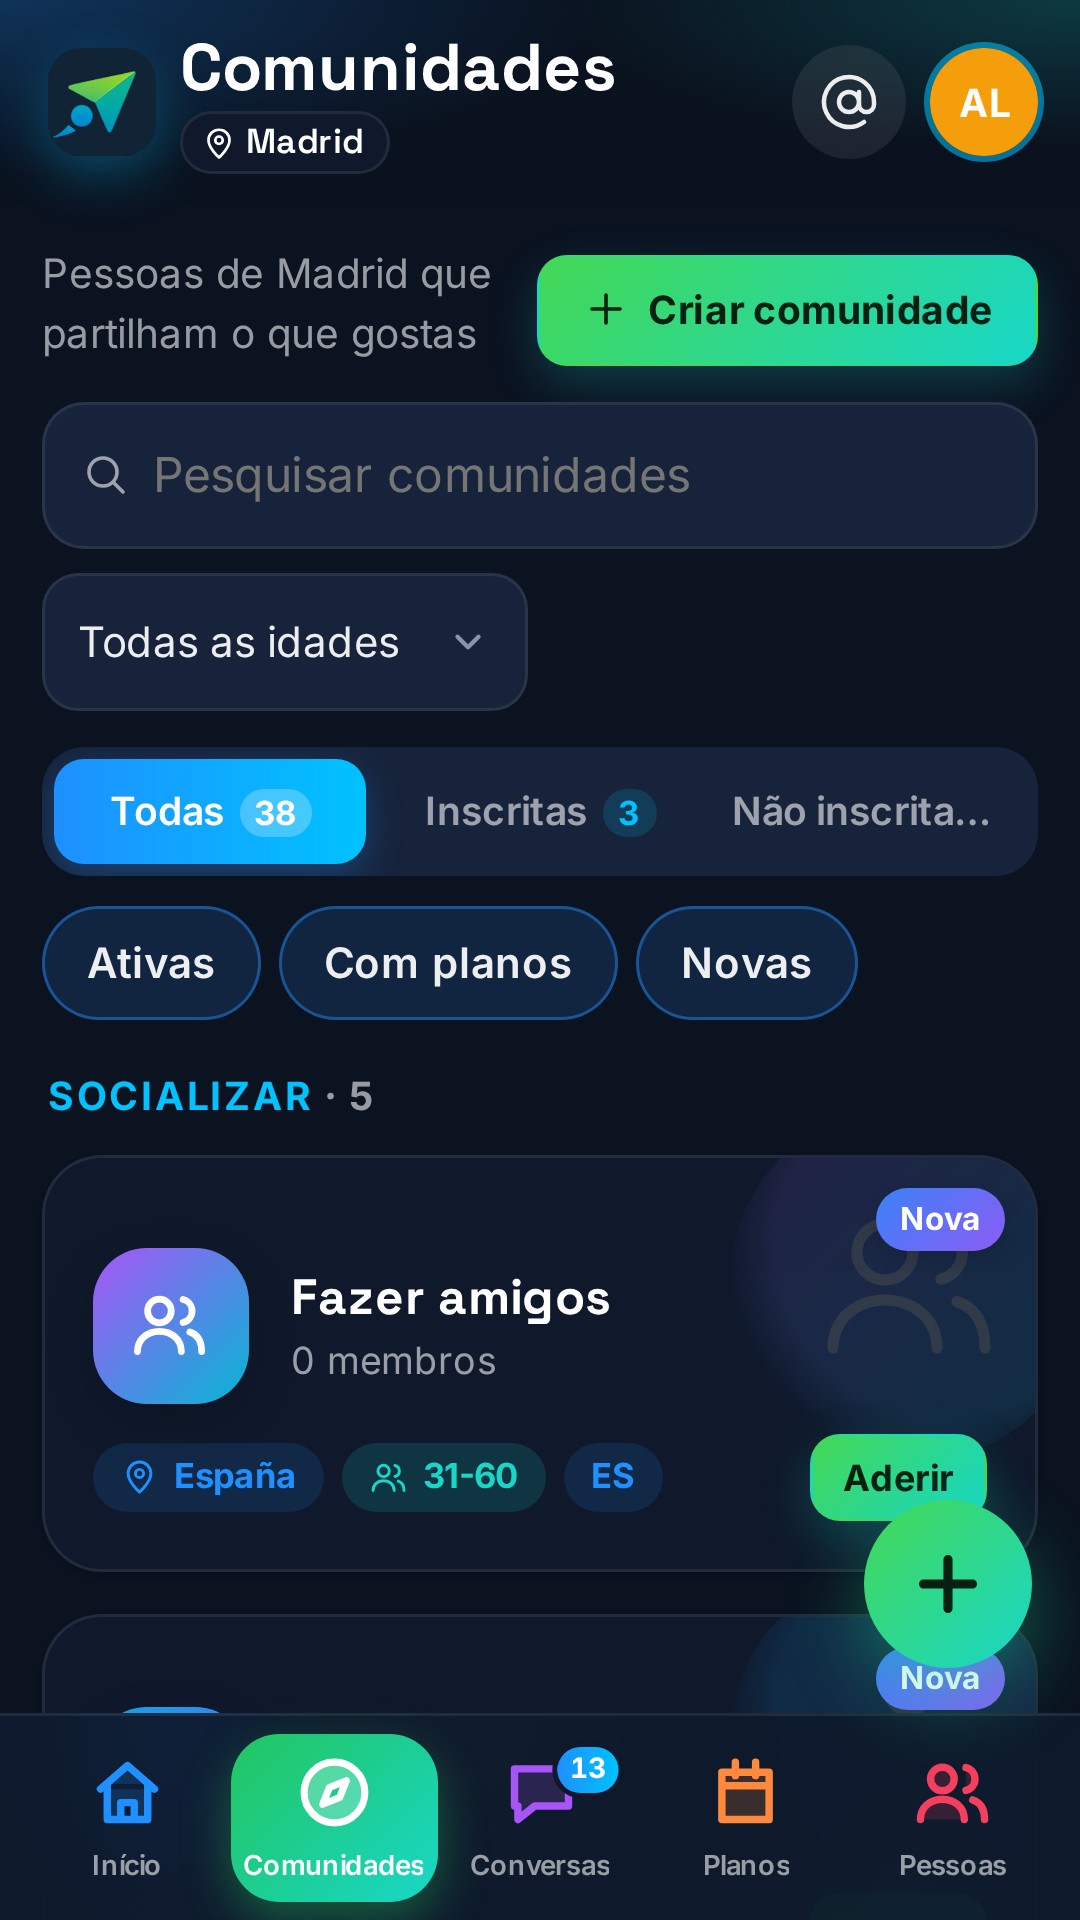 Comunidades
Madrid
AL
Pessoas de Madrid que
partilham o que gostas
+ Criar comunidade
Pesquisar comunidades
Todas as idades
Todas 38
Inscritas 3
Não inscrita...
Ativas
Com planos
Novas
SOCIALIZAR · 5
Nova
Fazer amigos
0 membros
España
31-60
ES
Aderir
+
Nova
13
Início
Comunidades
Conversas
Planos
Pessoas